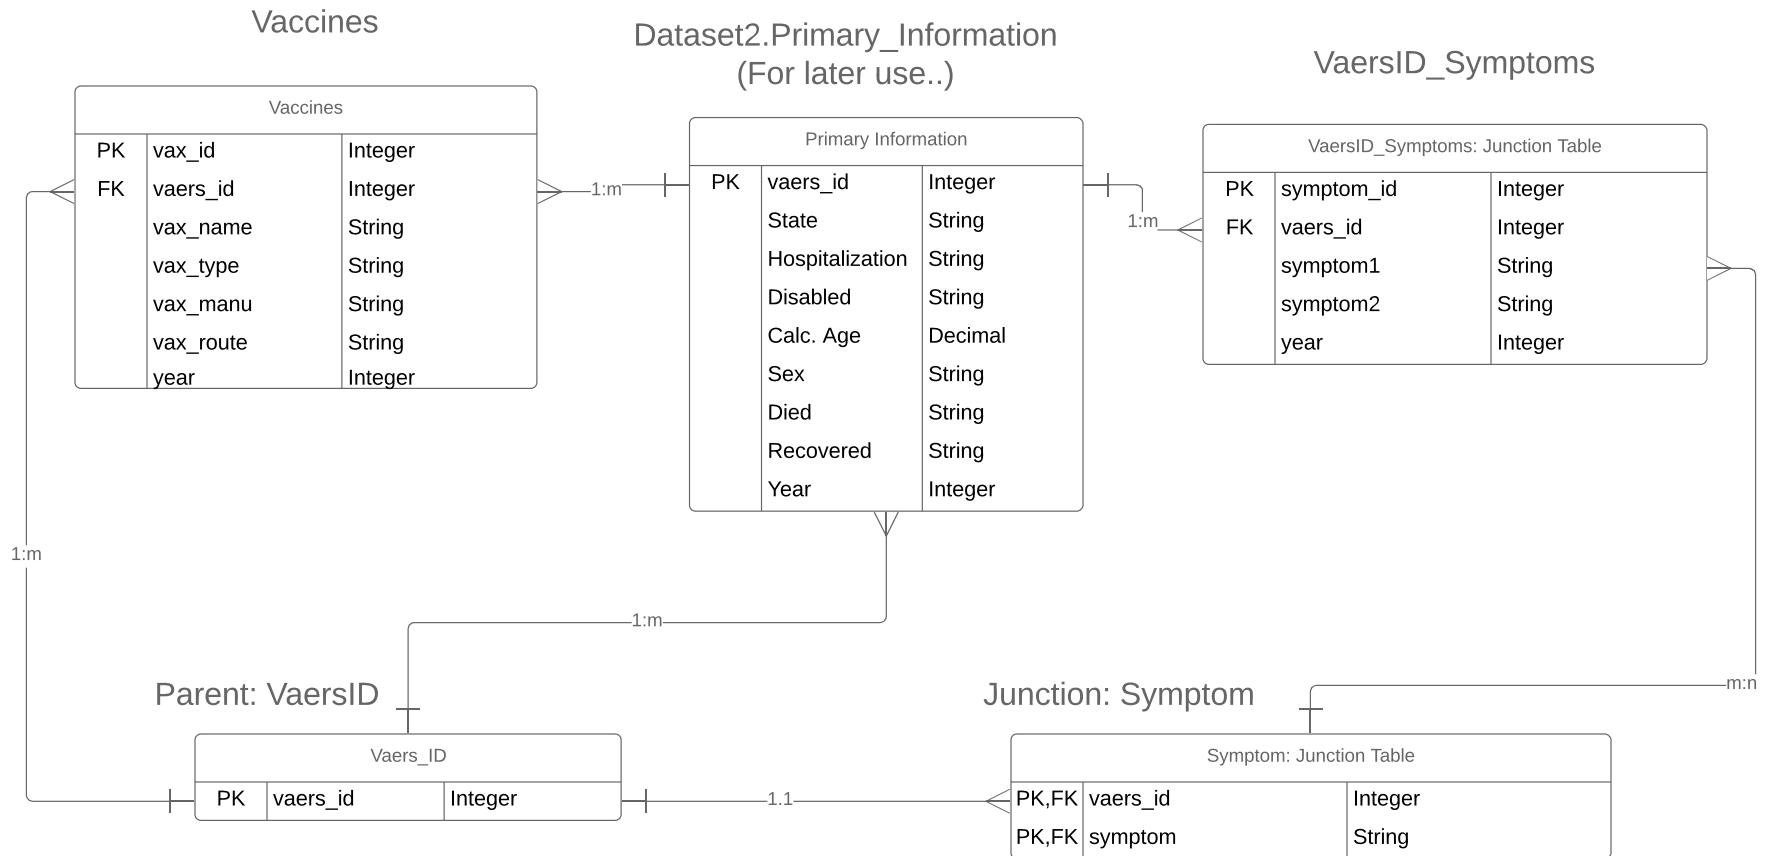 Vaccines
Dataset2.Primary_Information
(For later use..)
VaersID_Symptoms
Vaccines
PK vax_id Integer
FK vaers_id Integer
vax_name String
vax_type String
vax_manu String
vax_route String
year Integer
1:m
Primary Information
PK vaers_id Integer
State String
Hospitalization String
Disabled String
Calc. Age Decimal
Sex String
Died String
Recovered String
Year Integer
1:m
VaersID_Symptoms: Junction Table
PK symptom_id Integer
FK vaers_id Integer
symptom1 String
symptom2 String
year Integer
1:m
1:m
m:n
Parent: VaersID
Vaers_ID
PK vaers_id Integer
1.1
Junction: Symptom
Symptom: Junction Table
PK,FK vaers_id Integer
PK,FK symptom String